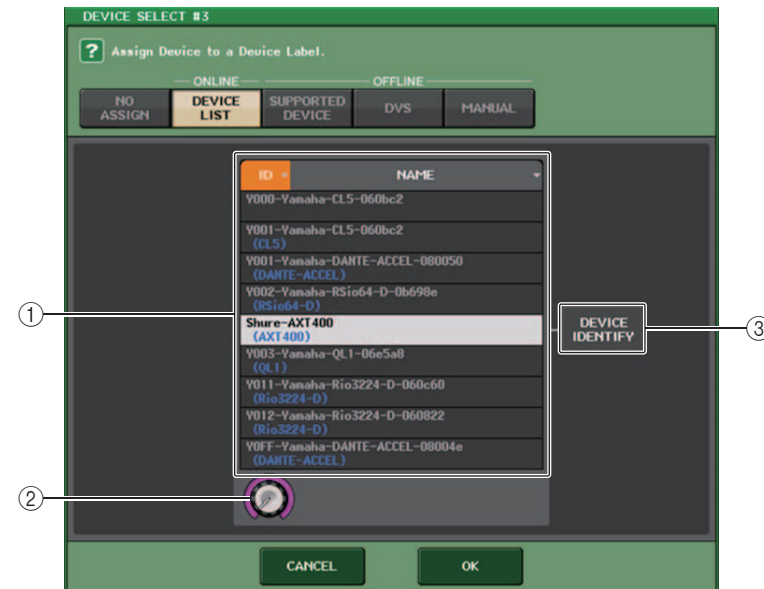 DEVICE SELECT #3
? Assign Device to a Device Label.
ONLINE OFFLINE
NO ASSIGN
DEVICE LIST
SUPPORTED DEVICE
DVS
MANUAL
ID NAME
Y000-Yamaha-CL5-060bc2
Y001-Yamaha-CL5-060bc2
(CL5)
Y001-Yamaha-DANTE-ACCEL-080050
(DANTE-ACCEL)
Y002-Yamaha-RSio64-D-0b698e
(RSio64-D)
Shure-AXT400
(AXT400)
Y003-Yamaha-QL1-06e5a8
(QL1)
Y011-Yamaha-Rio3224-D-060c60
(Rio3224-D)
Y012-Yamaha-Rio3224-D-060822
(Rio3224-D)
Y0FF-Yamaha-DANTE-ACCEL-08004e
(DANTE-ACCEL)
①
DEVICE
IDENTIFY
③
②
CANCEL
OK